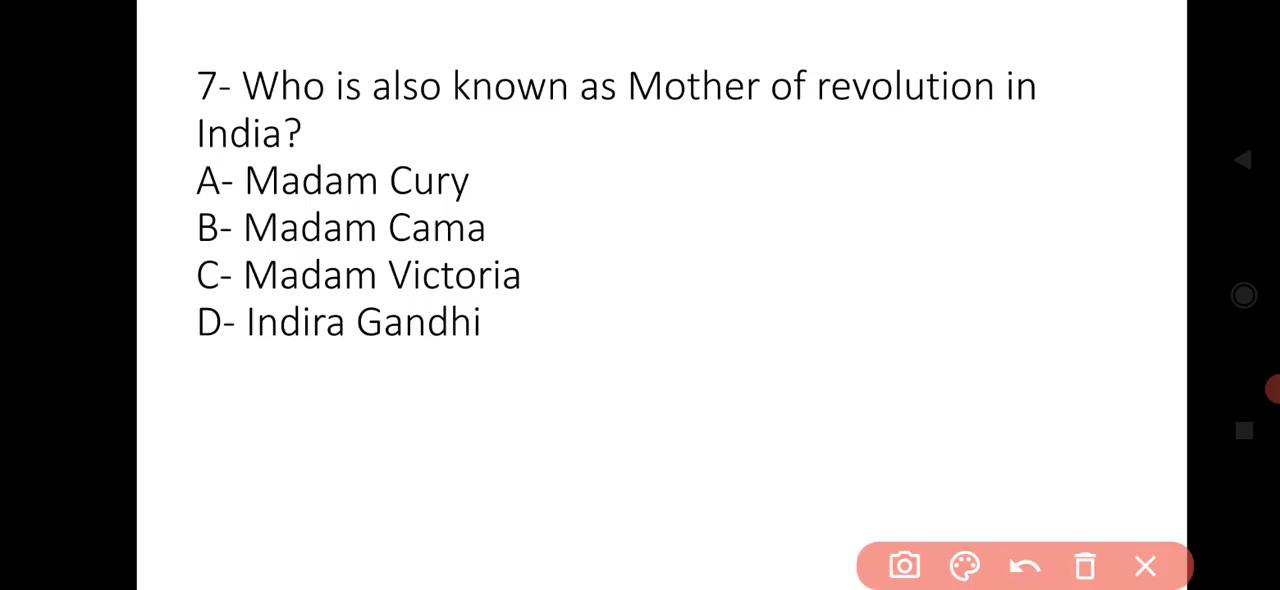 7- Who is also known as Mother of revolution in
India?
A- Madam Cury
B- Madam Cama
C- Madam Victoria
D- Indira Gandhi